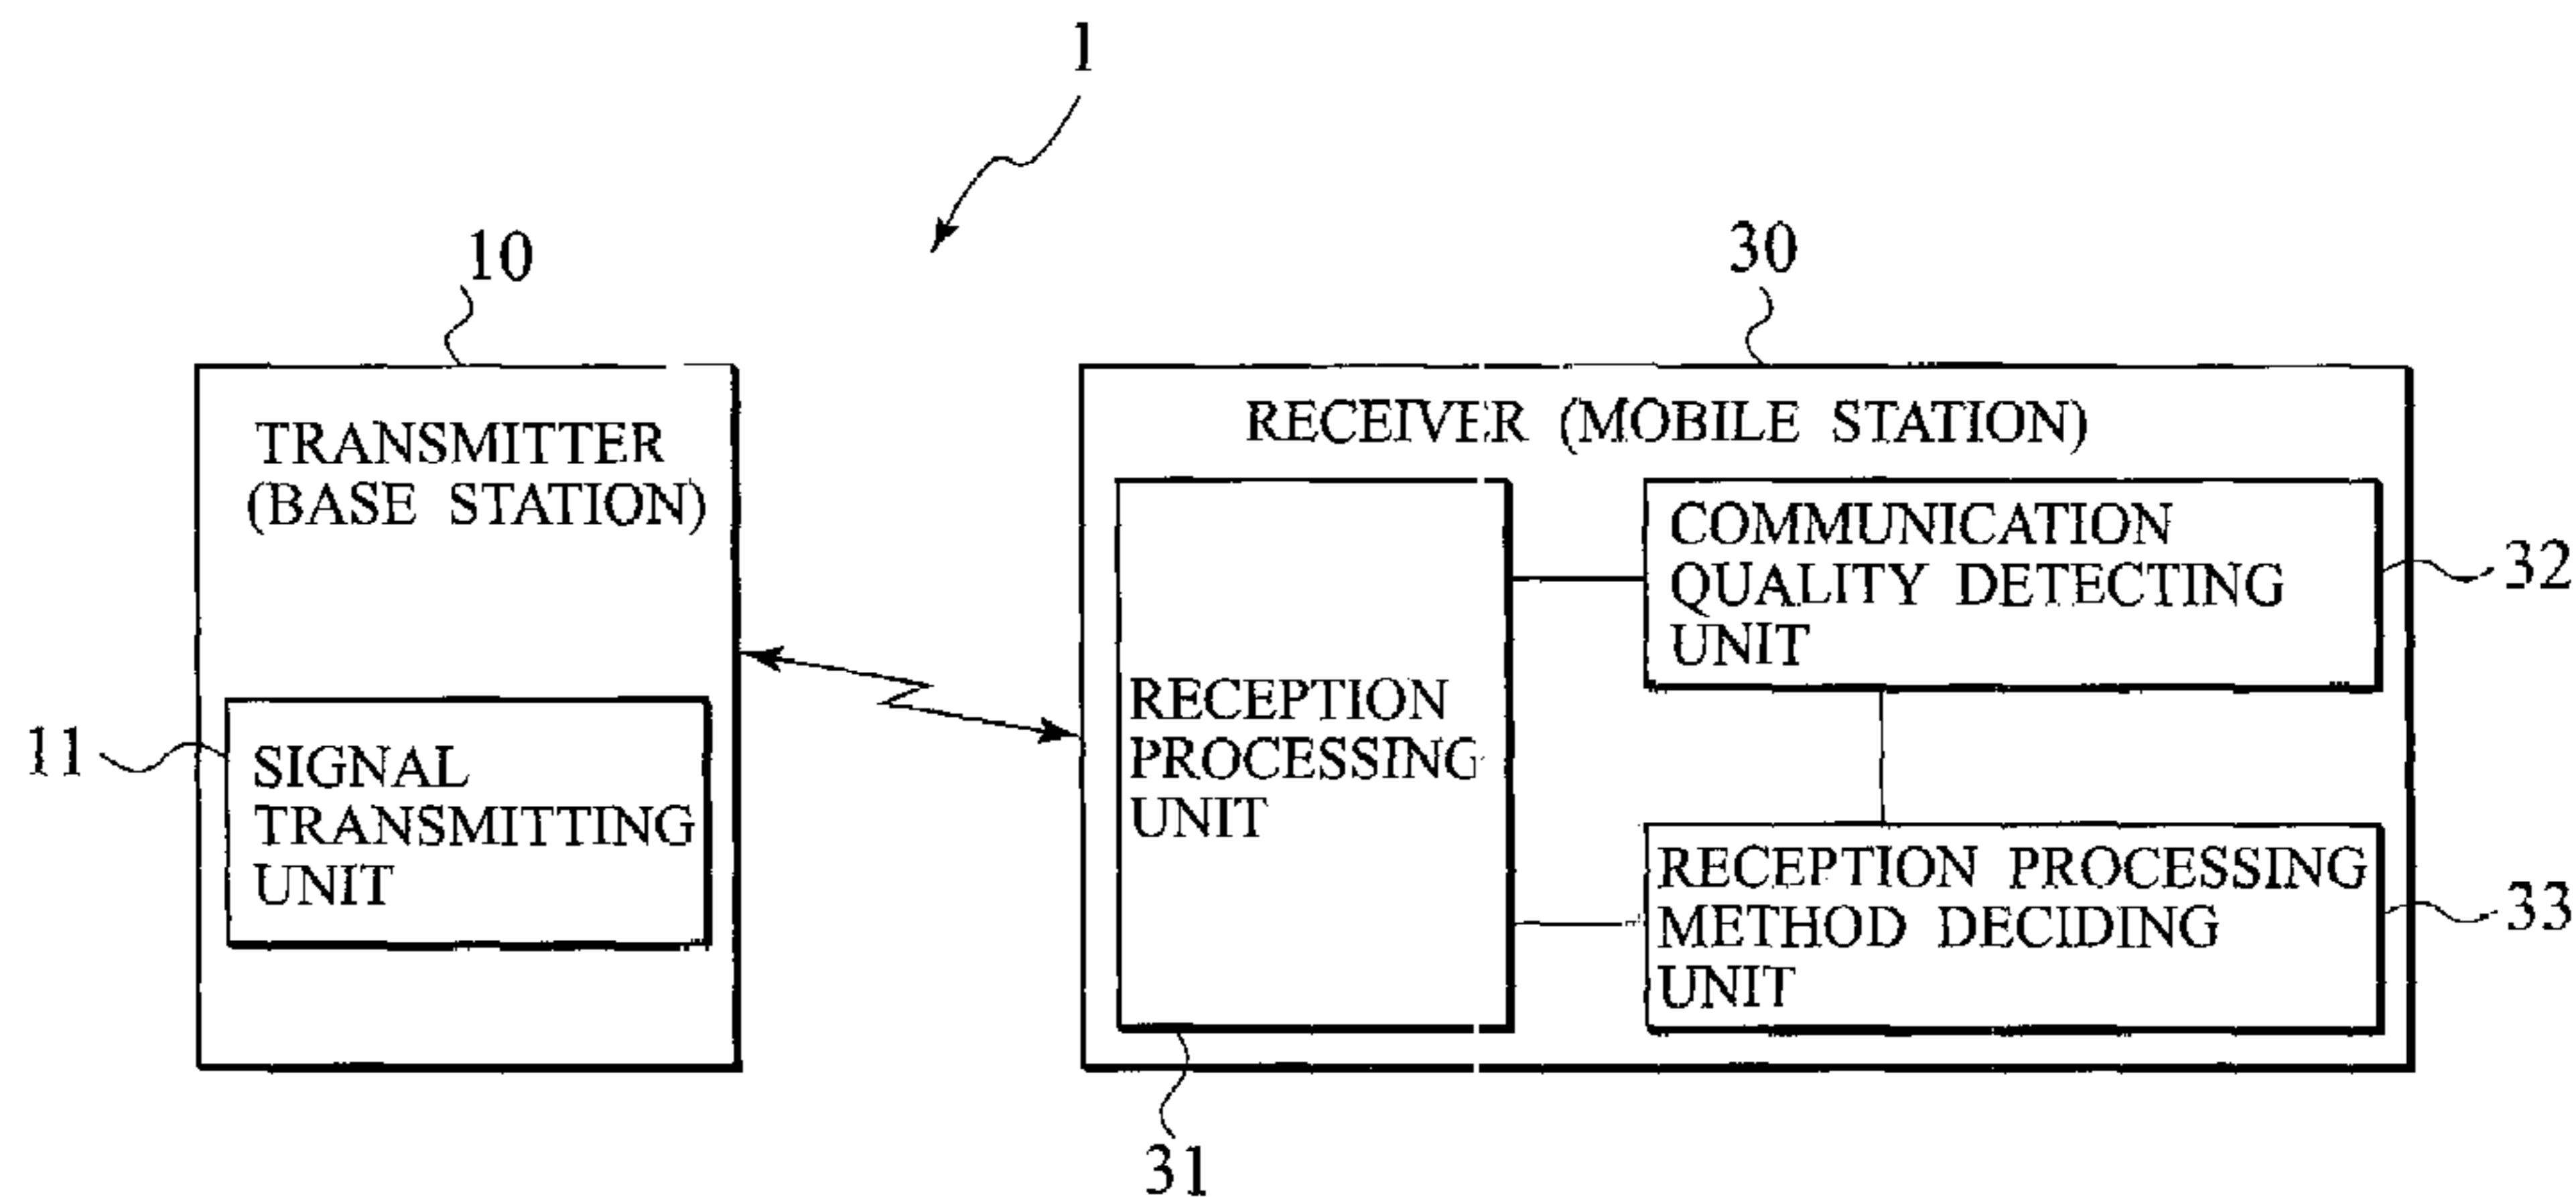 1
10
30
TRANSMITTER
(BASE STATION)
RECEIVER (MOBILE STATION)
COMMUNICATION
QUALITY DETECTING
UNIT
32
RECEPTION
PROCESSING
UNIT
11
SIGNAL
TRANSMITTING
UNIT
RECEPTION PROCESSING
METHOD DECIDING
UNIT
33
31